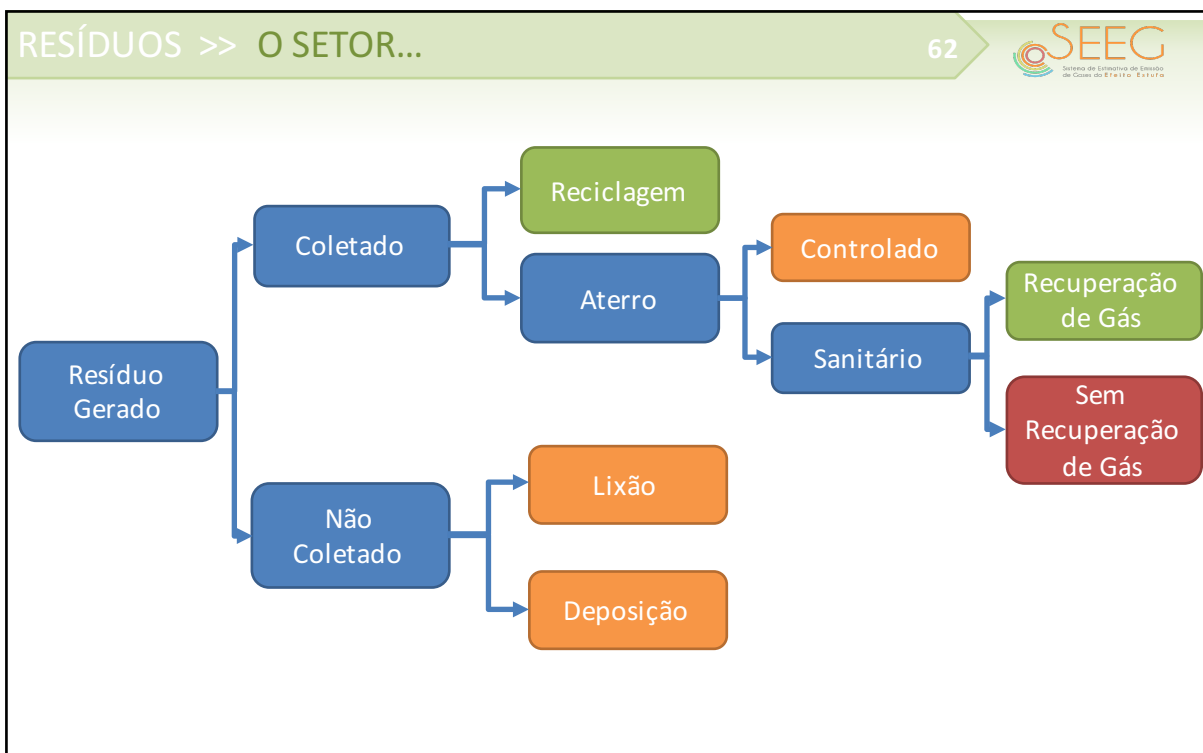 RESÍDUOS >> O SETOR...
62
SEEG
Sistema de Estimativa de Emissão
de Gases do Efeito Estufa
Reciclagem
Coletado
Controlado
Aterro
Recuperação
de Gás
Sanitário
Resíduo
Gerado
Sem
Recuperação
de Gás
Lixão
Não
Coletado
Deposição